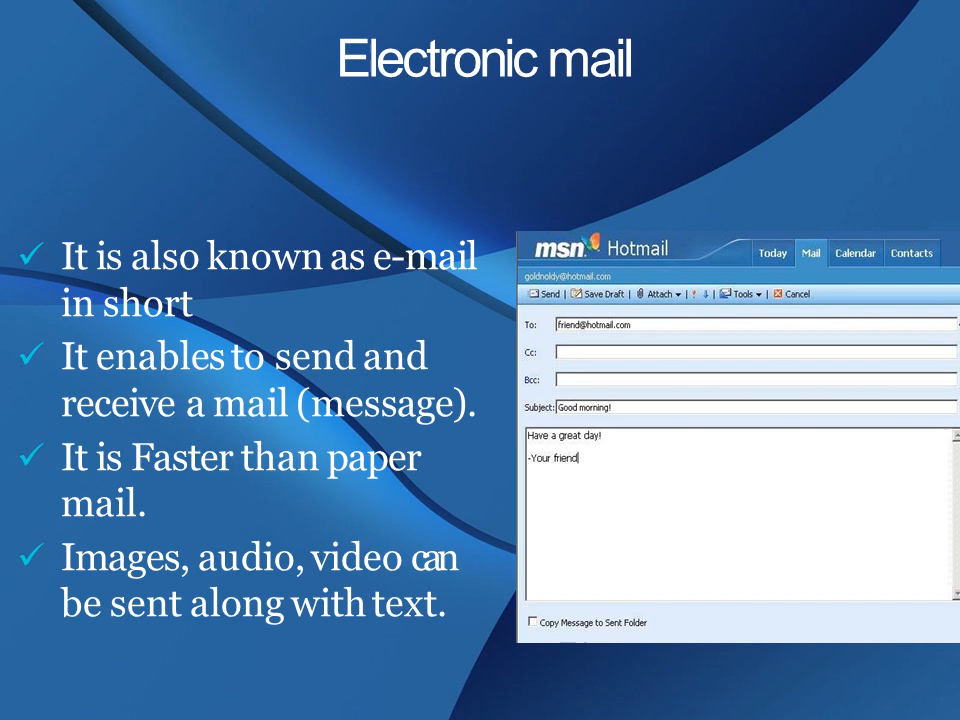 Electronic mail
It is also known as e-mail
in short
It enables to send and
receive a mail (message).
It is Faster than paper
mail.
Images, audio, video can
be sent along with text.
msn Hotmail
Today Mail Calendar Contacts
goldnoldy@hotmail.com
Send | Save Draft | Attach | ! | Tools | Cancel
To: friend@hotmail.com
Cc:
Bcc:
Subject: Good morning!
Have a great day!
-Your friend
Copy Message to Sent Folder